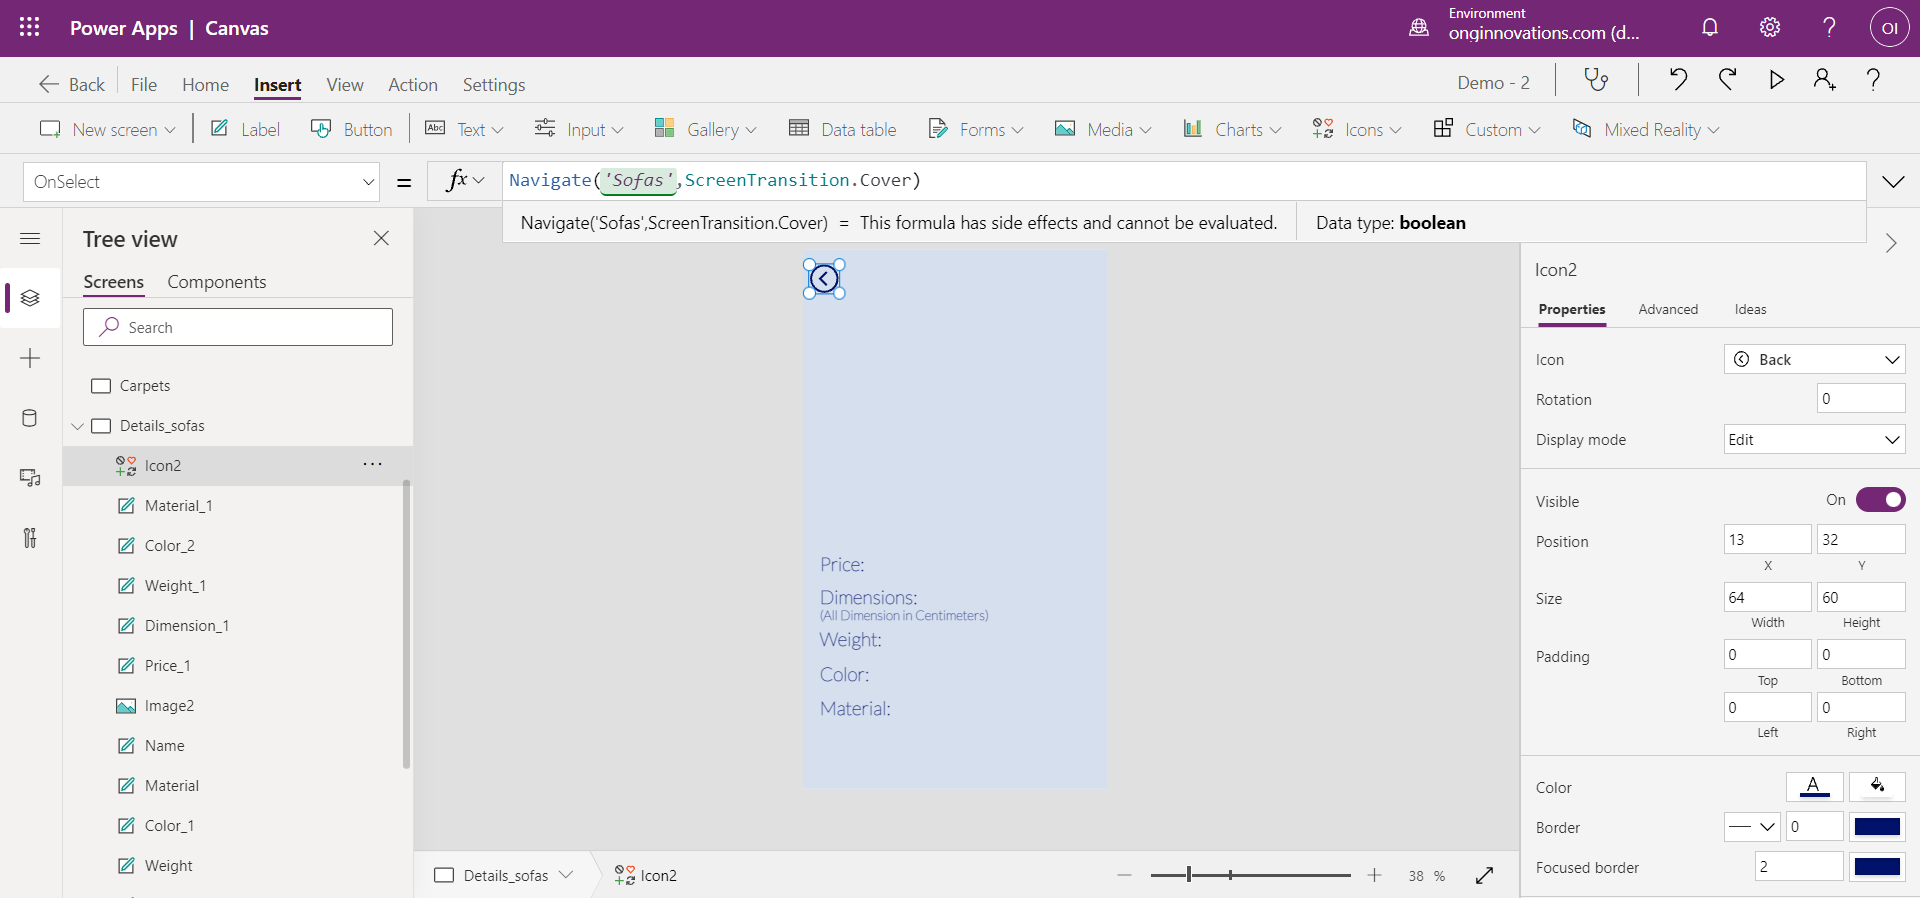 Power Apps | Canvas
Environment
onginnovations.com (d...
OI
Back
File
Home
Insert
View
Action
Settings
Demo - 2
New screen
Label
Button
Abc
Text
Input
Gallery
Data table
Forms
Media
Charts
Icons
Custom
Mixed Reality
OnSelect
=
fx
Navigate('Sofas',ScreenTransition.Cover)
Navigate('Sofas',ScreenTransition.Cover) = This formula has side effects and cannot be evaluated.
Data type: boolean
Tree view
Screens
Components
Search
Carpets
Details_sofas
Icon2
Material_1
Color_2
Weight_1
Dimension_1
Price_1
Image2
Name
Material
Color_1
Weight
Price:
Dimensions:
(All Dimension in Centimeters)
Weight:
Color:
Material:
Details_sofas
Icon2
38 %
Icon2
Properties
Advanced
Ideas
Icon
Back
Rotation
0
Display mode
Edit
Visible
On
Position
13
32
X
Y
Size
64
60
Width
Height
Padding
0
0
Top
Bottom
0
0
Left
Right
Color
A
Border
0
Focused border
2